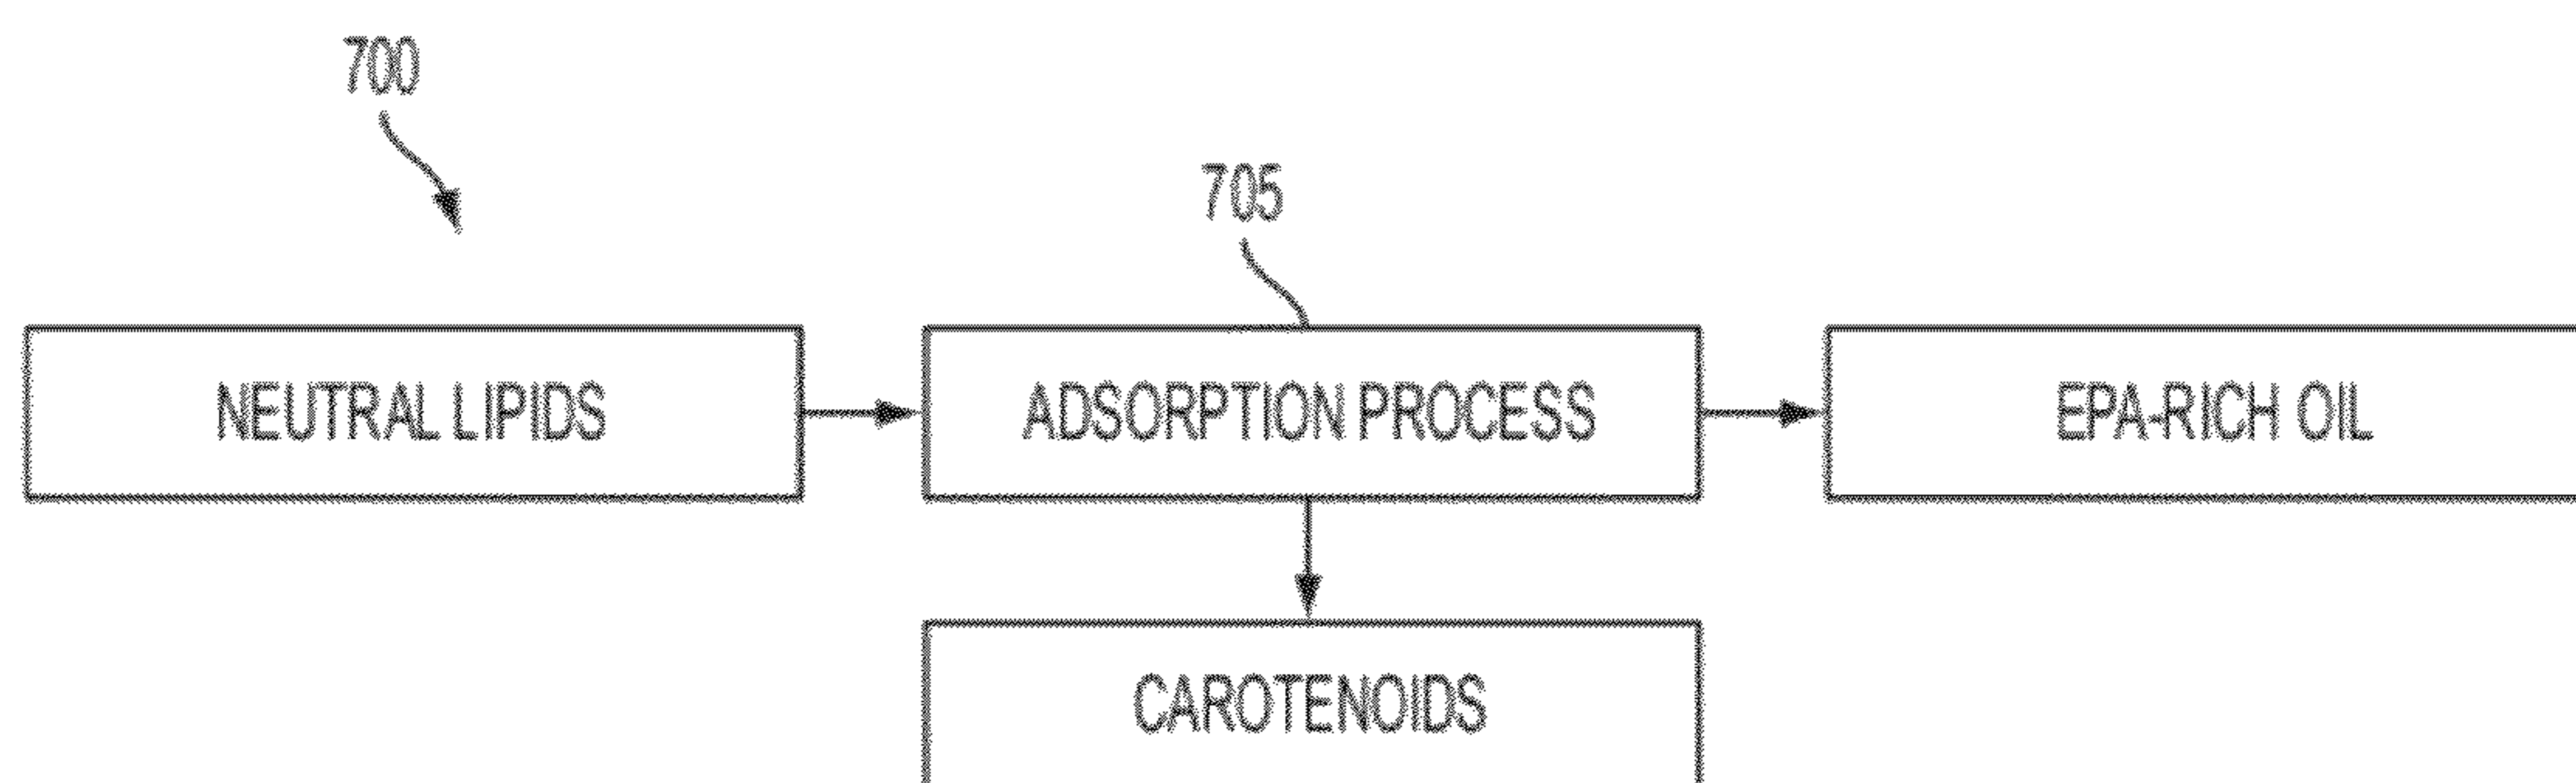 700
705
NEUTRAL LIPIDS
ADSORPTION PROCESS
EPA-RICH OIL
CAROTENOIDS